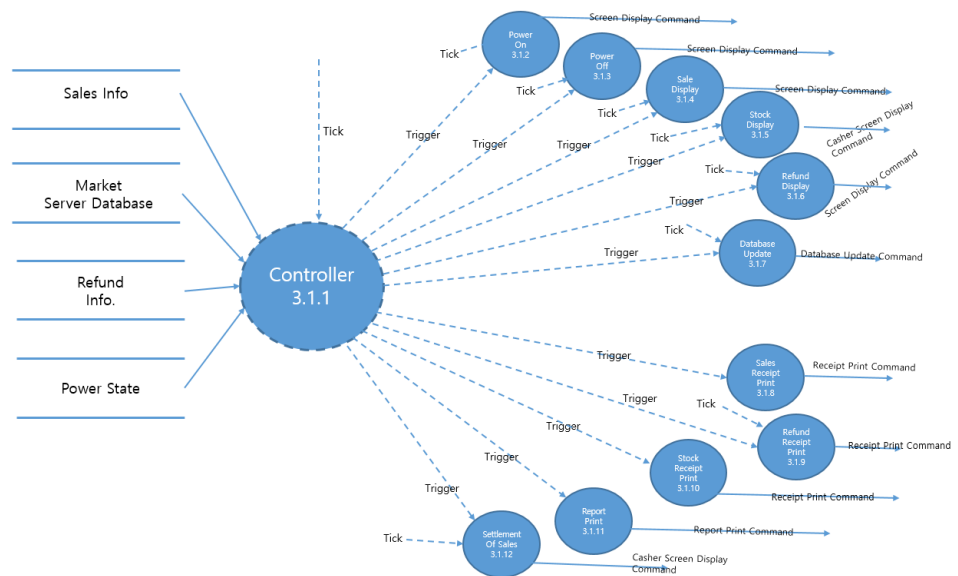 Screen Display Command
Power
On
3.1.2
Tick
Screen Display Command
Power
Off
3.1.3
Tick
Screen Display Command
Sale
Display
3.1.4
Tick
Casher Screen Display
Command
Stock
Display
3.1.5
Tick
Screen Display Command
Refund
Display
3.1.6
Tick
Database Update Command
Database
Update
3.1.7
Tick
Sales Info
Market
Server Database
Refund
Info.
Power State
Tick
Controller
3.1.1
Trigger
Trigger
Trigger
Trigger
Trigger
Trigger
Trigger
Sales
Receipt
Print
3.1.8
Receipt Print Command
Trigger
Tick
Refund
Receipt
Print
3.1.9
Receipt Print Command
Trigger
Stock
Receipt
Print
3.1.10
Receipt Print Command
Trigger
Report
Print
3.1.11
Report Print Command
Trigger
Tick
Settlement
Of Sales
3.1.12
Casher Screen Display
Command